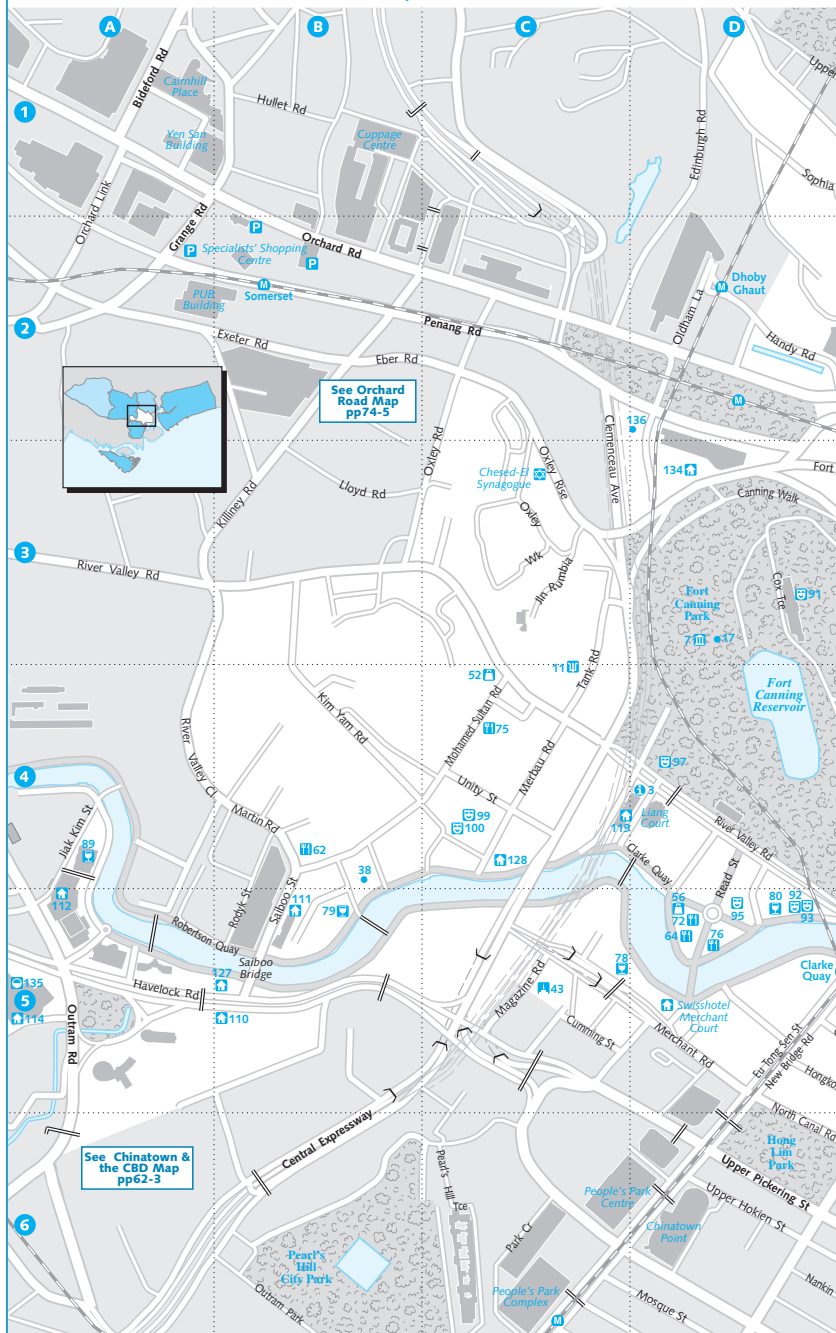 A
B
C
D
1
Bideford Rd
Cairnhill
Place
Hullet Rd
Yen San
Building
Cuppage
Centre
Edinburgh Rd
Upper
Sophia
Orchard Link
Grange Rd
P
Specialists' Shopping
Centre
P
P
Orchard Rd
M
Somerset
PUB
Building
M
Dhoby
Ghaut
Oldham La
Penang Rd
2
Exeter Rd
Eber Rd
Handy Rd
See Orchard
Road Map
pp74-5
M
136
Clemenceau Ave
Oxley Rd
Chesed-El
Synagogue
Oxley Rise
134
Fort
Canning Walk
Killiney Rd
Lloyd Rd
Oxley
Wk
3
River Valley Rd
Jln Rumbia
Cox Tce
91
Fort
Canning
Park
7
17
52
11
Tank Rd
Fort
Canning
Reservoir
Kim Yam Rd
Mohamed Sultan Rd
75
River Valley Cl
Merbau Rd
97
4
Unity St
3
Jiak Kim St
Martin Rd
99
100
119
Liang
Court
River Valley Rd
89
62
128
Clarke Quay
Read St
38
112
Rodyk St
Saiboo St
111
79
56
72
64
76
95
80
92
93
Robertson Quay
Saiboo
Bridge
78
Clarke
Quay
135
127
Havelock Rd
Magazine Rd
43
5
114
110
Swisshotel
Merchant
Court
Outram Rd
Cumming St
Merchant Rd
Eu Tong Sen St
New Bridge Rd
Hongko
North Canal Rd
Central Expressway
See Chinatown &
the CBD Map
pp62-3
Hong
Lim
Park
Pearl's Hill Tce
Upper Pickering St
People's Park
Centre
Upper Hokien St
6
Park Cr
Chinatown
Point
Pearl's
Hill
City Park
Nankin
People's Park
Complex
Outram Park
Mosque St
M